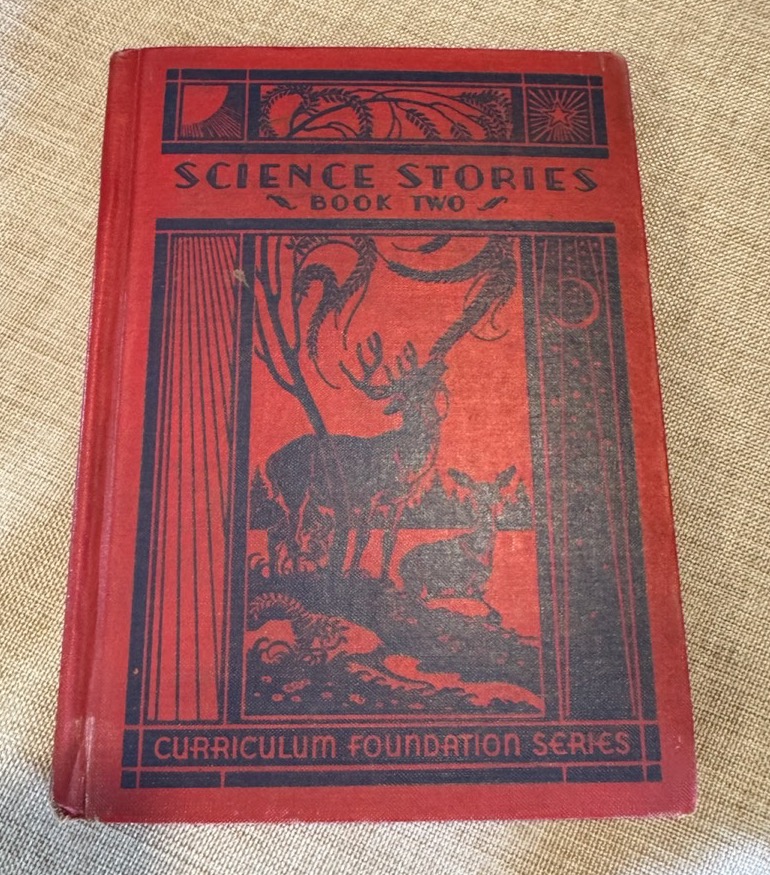 SCIENCE STORIES
BOOK TWO
CURRICULUM FOUNDATION SERIES